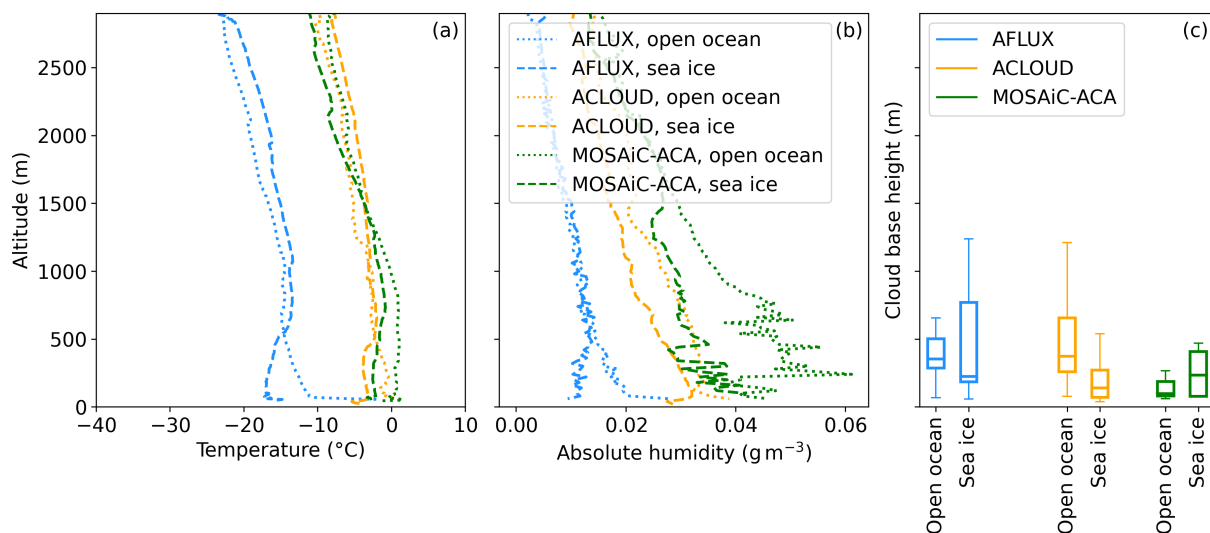 (a)
Altitude (m)
2500
2000
1500
1000
500
0
−40
−30
−20
−10
0
10
Temperature (°C)
(b)
AFLUX, open ocean
AFLUX, sea ice
ACLOUD, open ocean
ACLOUD, sea ice
MOSAiC-ACA, open ocean
MOSAiC-ACA, sea ice
0.00
0.02
0.04
0.06
Absolute humidity (g m⁻³)
(c)
AFLUX
ACLOUD
MOSAiC-ACA
Cloud base height (m)
Open ocean
Sea ice
Open ocean
Sea ice
Open ocean
Sea ice